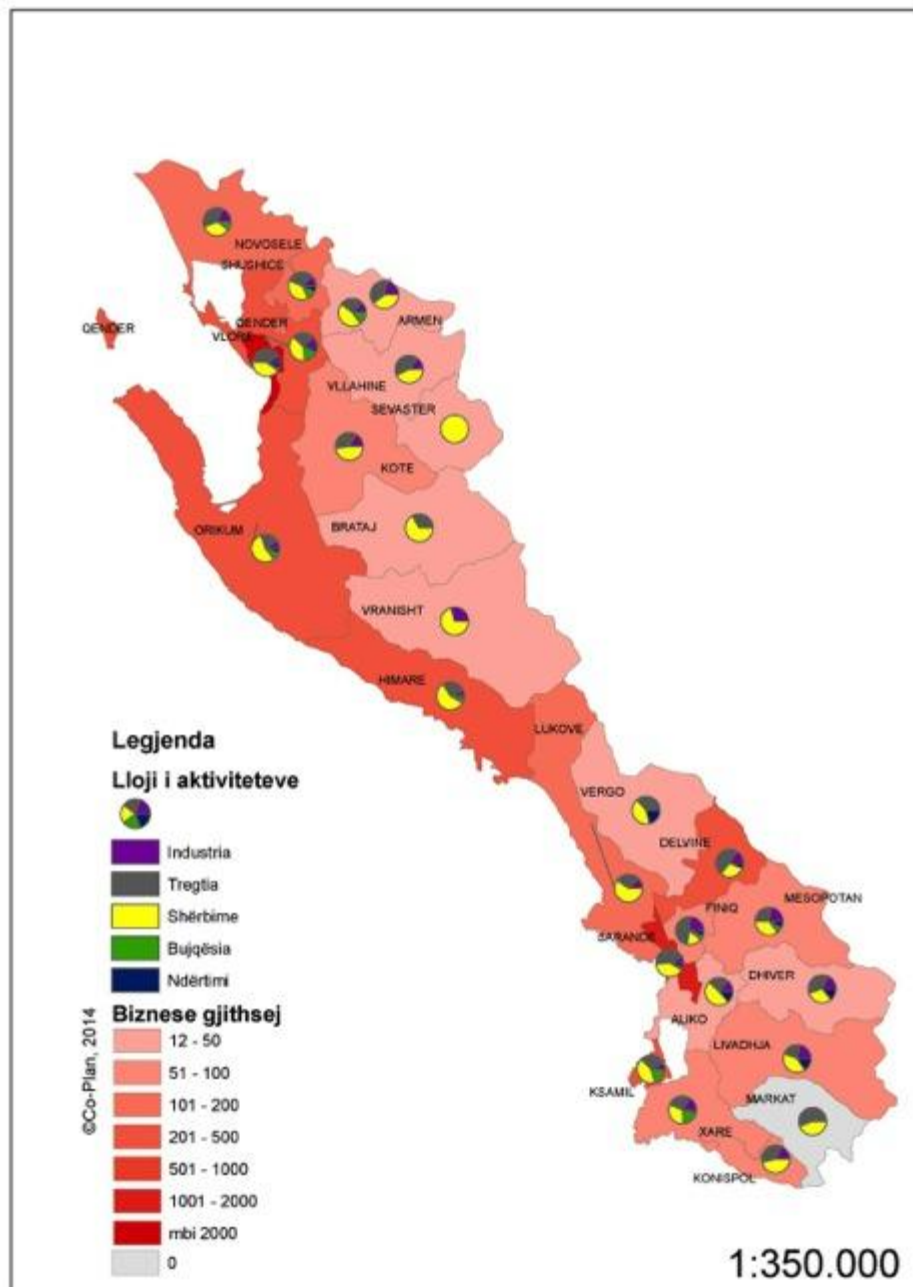 NOVOSELE
SHUSHICE
QENDER
QENDER
VLORE
ARMEN
VLLAHINE
SEVASTER
KOTE
BRATAJ
ORIKUM
VRANISHT
HIMARE
LUKOVE
VERGO
DELVINE
MESOPOTAN
FINIQ
SARANDE
DHIVER
ALIKO
LIVADHJA
KSAMIL
MARKAT
XARE
KONISPOL
Legjenda
Lloji i aktiviteteve
Industria
Tregtia
Shërbime
Bujqësia
Ndërtimi
Biznese gjithsej
12 - 50
51 - 100
101 - 200
201 - 500
501 - 1000
1001 - 2000
mbi 2000
0
©Co-Plan, 2014
1:350.000